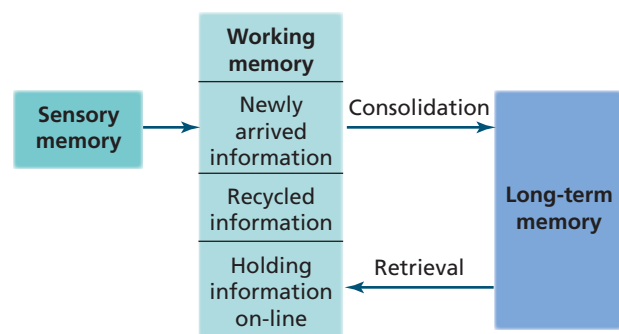 Working
memory
Sensory
memory
Newly
arrived
information
Consolidation
Recycled
information
Long-term
memory
Holding
information
on-line
Retrieval